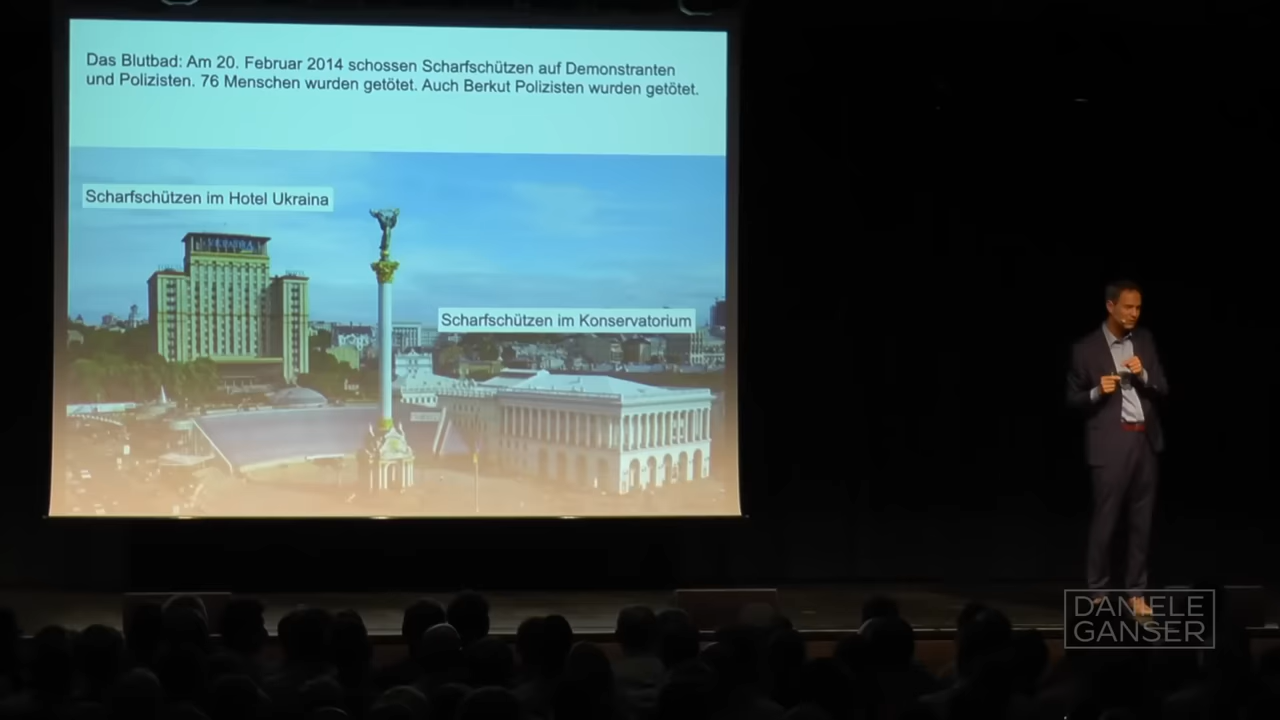 Das Blutbad: Am 20. Februar 2014 schossen Scharfschützen auf Demonstranten
und Polizisten. 76 Menschen wurden getötet. Auch Berkut Polizisten wurden getötet.
Scharfschützen im Hotel Ukraina
Scharfschützen im Konservatorium
DANIELE
GANSER